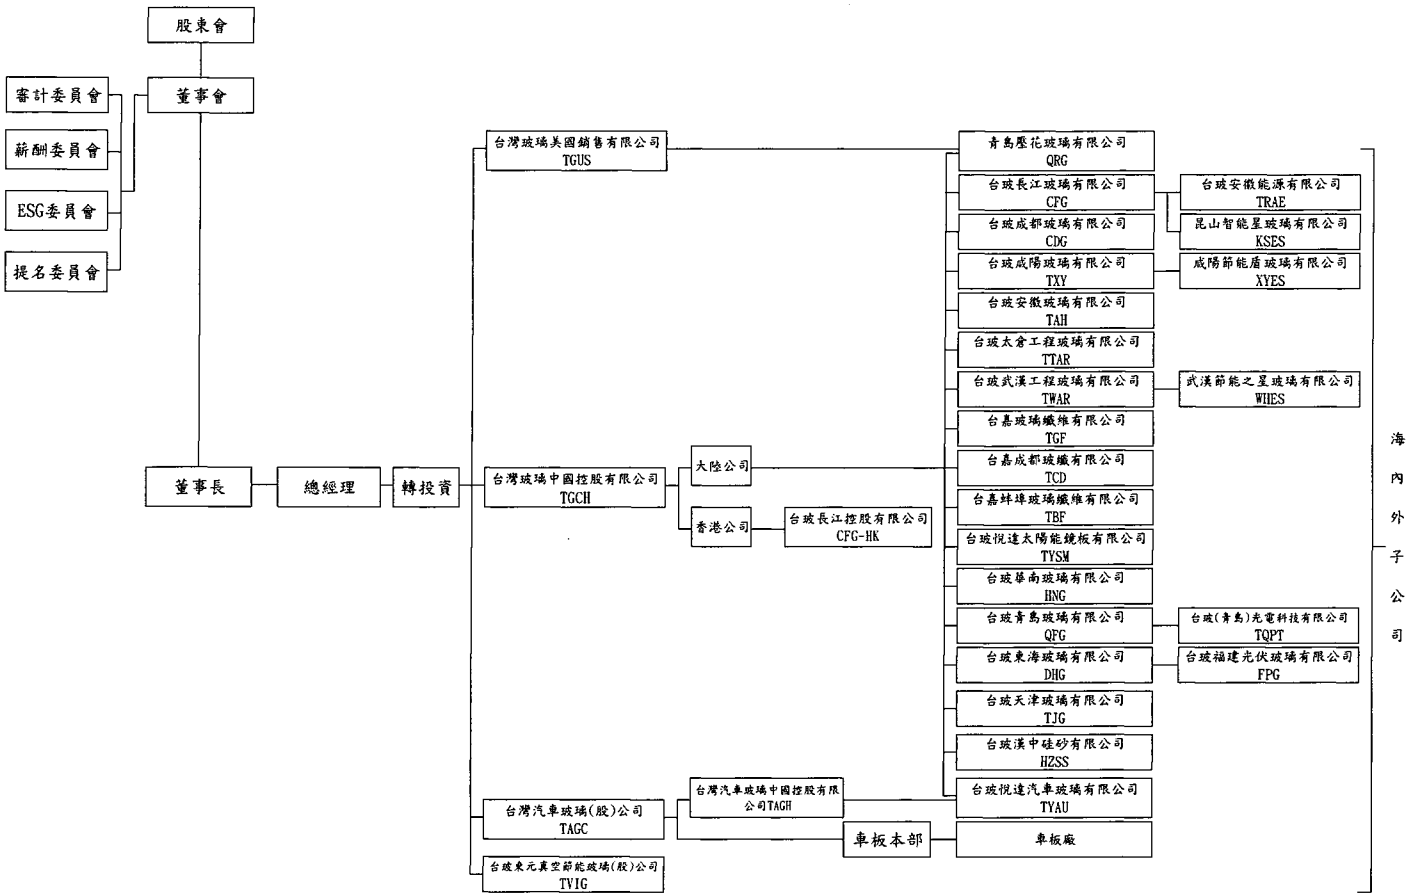 股東會
董事會
審計委員會
薪酬委員會
ESG委員會
提名委員會
董事長
總經理
轉投資
台灣玻璃美國銷售有限公司
TGUS
台灣玻璃中國控股有限公司
TGCH
台灣汽車玻璃(股)公司
TAGC
台玻東元真空節能玻璃(股)公司
TVIG
大陸公司
香港公司
台玻長江控股有限公司
CFG-HK
台灣汽車玻璃中國控股有限
公司TAGH
車板本部
青島壓花玻璃有限公司
QRG
台玻長江玻璃有限公司
CFG
台玻成都玻璃有限公司
CDG
台玻咸陽玻璃有限公司
TXY
台玻安徽玻璃有限公司
TAH
台玻太倉工程玻璃有限公司
TTAR
台玻武漢工程玻璃有限公司
TWAR
台嘉玻璃纖維有限公司
TGF
台嘉成都玻纖有限公司
TCD
台嘉蚌埠玻璃纖維有限公司
TBF
台玻悅達太陽能鏡板有限公司
TYSM
台玻華南玻璃有限公司
HNG
台玻青島玻璃有限公司
QFG
台玻東海玻璃有限公司
DHG
台玻天津玻璃有限公司
TJG
台玻漢中硅砂有限公司
HZSS
台玻悅達汽車玻璃有限公司
TYAU
車板廠
台玻安徽能源有限公司
TRAE
昆山智能星玻璃有限公司
KSES
咸陽節能盾玻璃有限公司
XYES
武漢節能之星玻璃有限公司
WHES
台玻(青島)光電科技有限公司
TQPT
台玻福建光伏玻璃有限公司
FPG
海內外子公司